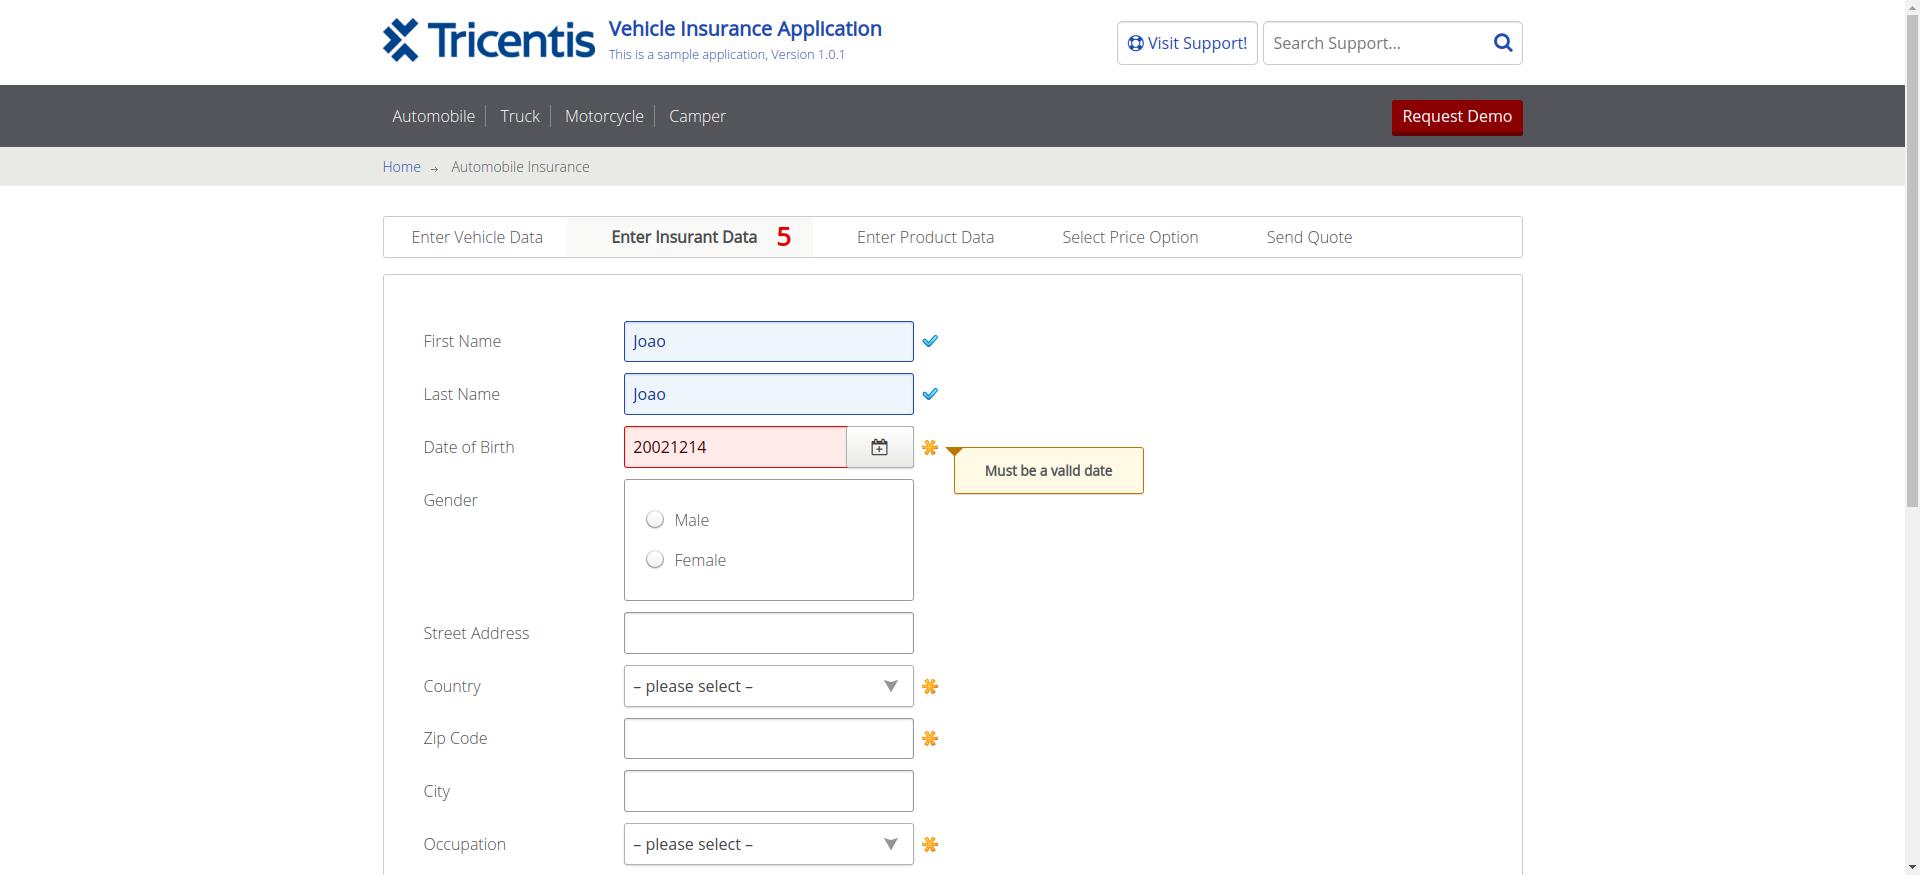 Tricentis
Vehicle Insurance Application
This is a sample application, Version 1.0.1
Visit Support!
Search Support...
Automobile
Truck
Motorcycle
Camper
Request Demo
Home → Automobile Insurance
Enter Vehicle Data
Enter Insurant Data 5
Enter Product Data
Select Price Option
Send Quote
First Name
Joao
Last Name
Joao
Date of Birth
20021214
Must be a valid date
Gender
Male
Female
Street Address
Country
– please select –
Zip Code
City
Occupation
– please select –